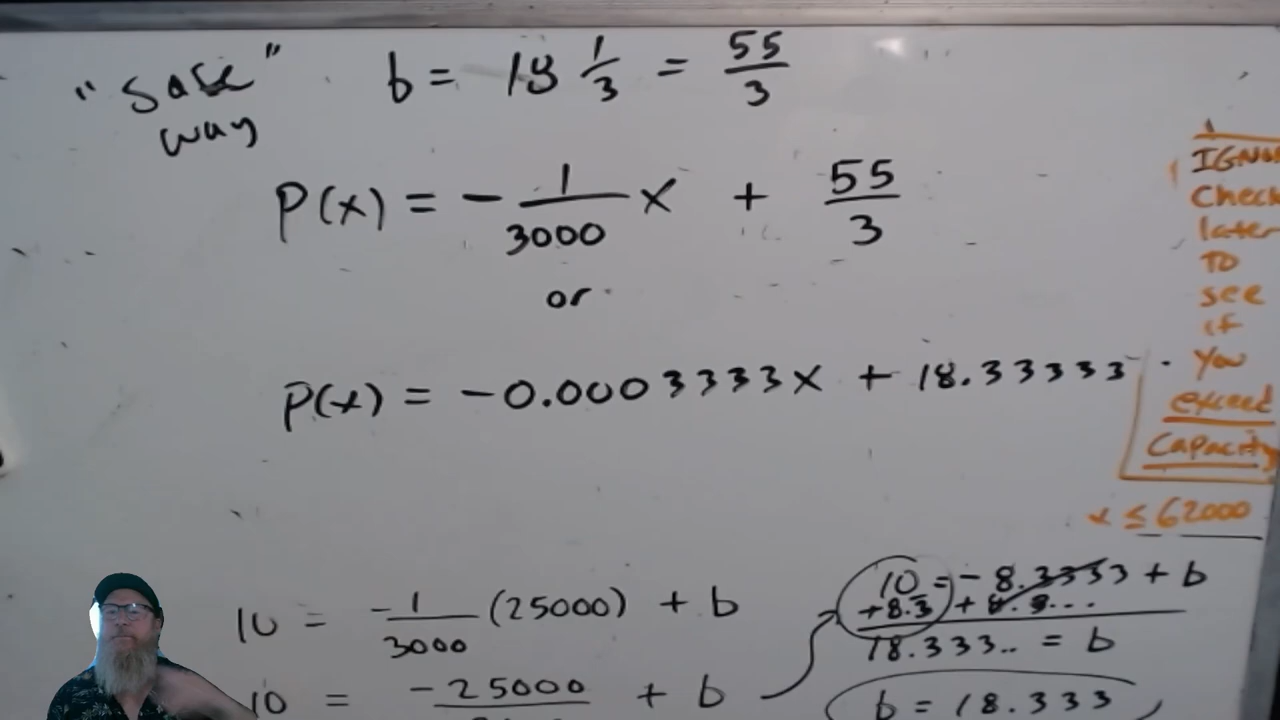 "Safe" b = 18 1/3 = 55/3
way
P(x) = - 1/3000 x + 55/3
or
P(x) = -0.0003333x + 18.33333
IGNO
Check
later
TO
see
if
You
exceed
Capacity
x ≤ 62000
10 = -1/3000 (25000) + b
10 = -25000 + b
10 = -8.3333 + b
+8.3 + 8.3...
18.333.. = b
b = 18.333